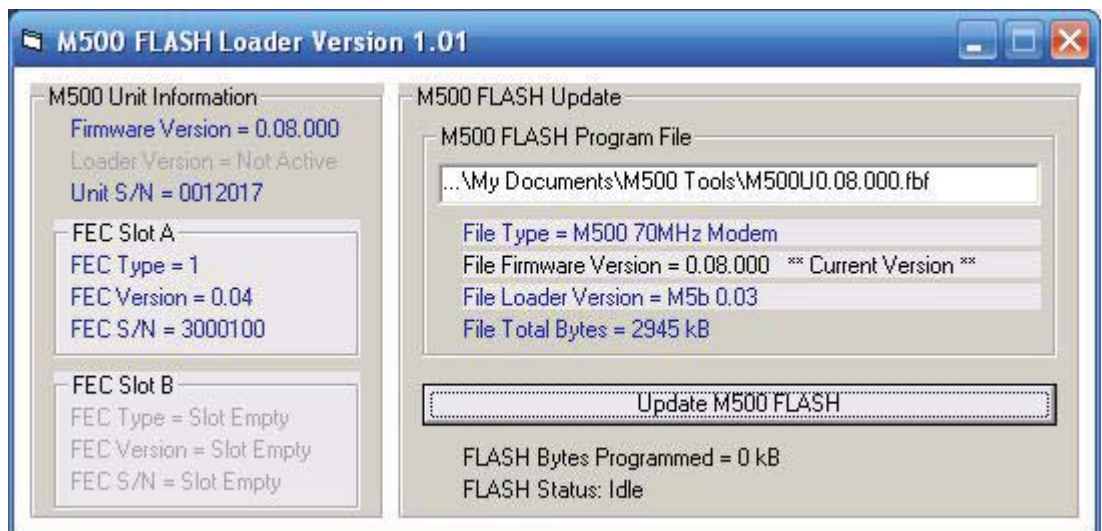 M500 FLASH Loader Version 1.01
M500 Unit Information
Firmware Version = 0.08.000
Loader Version = Not Active
Unit S/N = 0012017
FEC Slot A
FEC Type = 1
FEC Version = 0.04
FEC S/N = 3000100
FEC Slot B
FEC Type = Slot Empty
FEC Version = Slot Empty
FEC S/N = Slot Empty
M500 FLASH Update
M500 FLASH Program File
...\My Documents\M500 Tools\M500U0.08.000.fbf
File Type = M500 70MHz Modem
File Firmware Version = 0.08.000 ** Current Version **
File Loader Version = M5b 0.03
File Total Bytes = 2945 kB
Update M500 FLASH
FLASH Bytes Programmed = 0 kB
FLASH Status: Idle